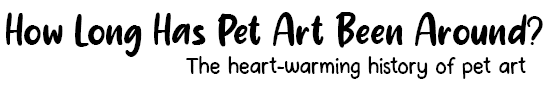 How Long Has Pet Art Been Around?
The heart-warming history of pet art